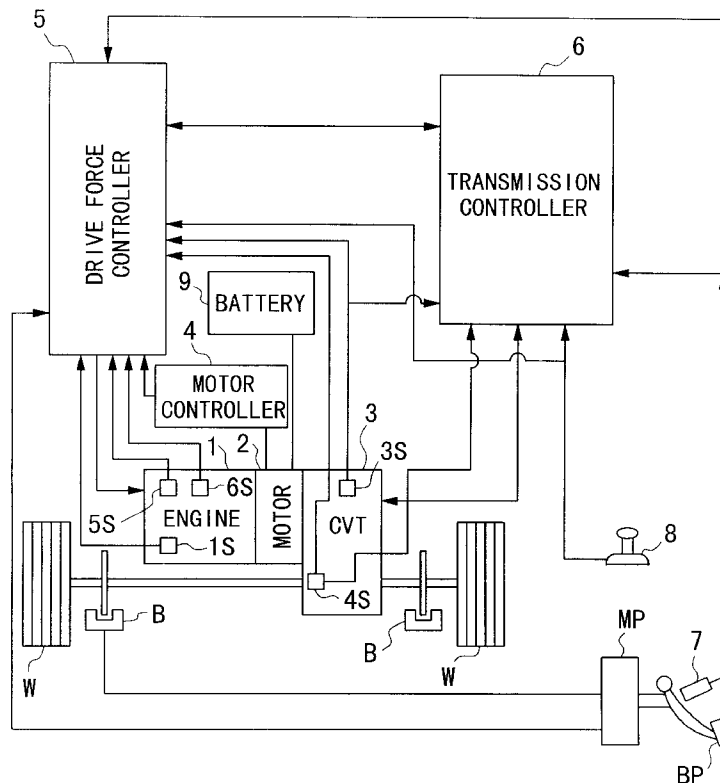 5
6
DRIVE FORCE
CONTROLLER
TRANSMISSION
CONTROLLER
9
BATTERY
4
MOTOR
CONTROLLER
1
2
3
3S
5S
6S
ENGINE
MOTOR
CVT
1S
4S
8
B
B
W
W
MP
7
BP